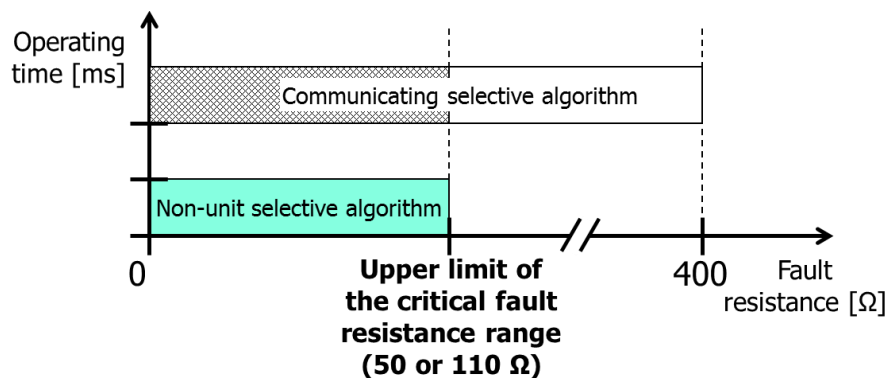 Operating
time [ms]
Communicating selective algorithm
Non-unit selective algorithm
0
Upper limit of
the critical fault
resistance range
(50 or 110 Ω)
400
Fault
resistance [Ω]